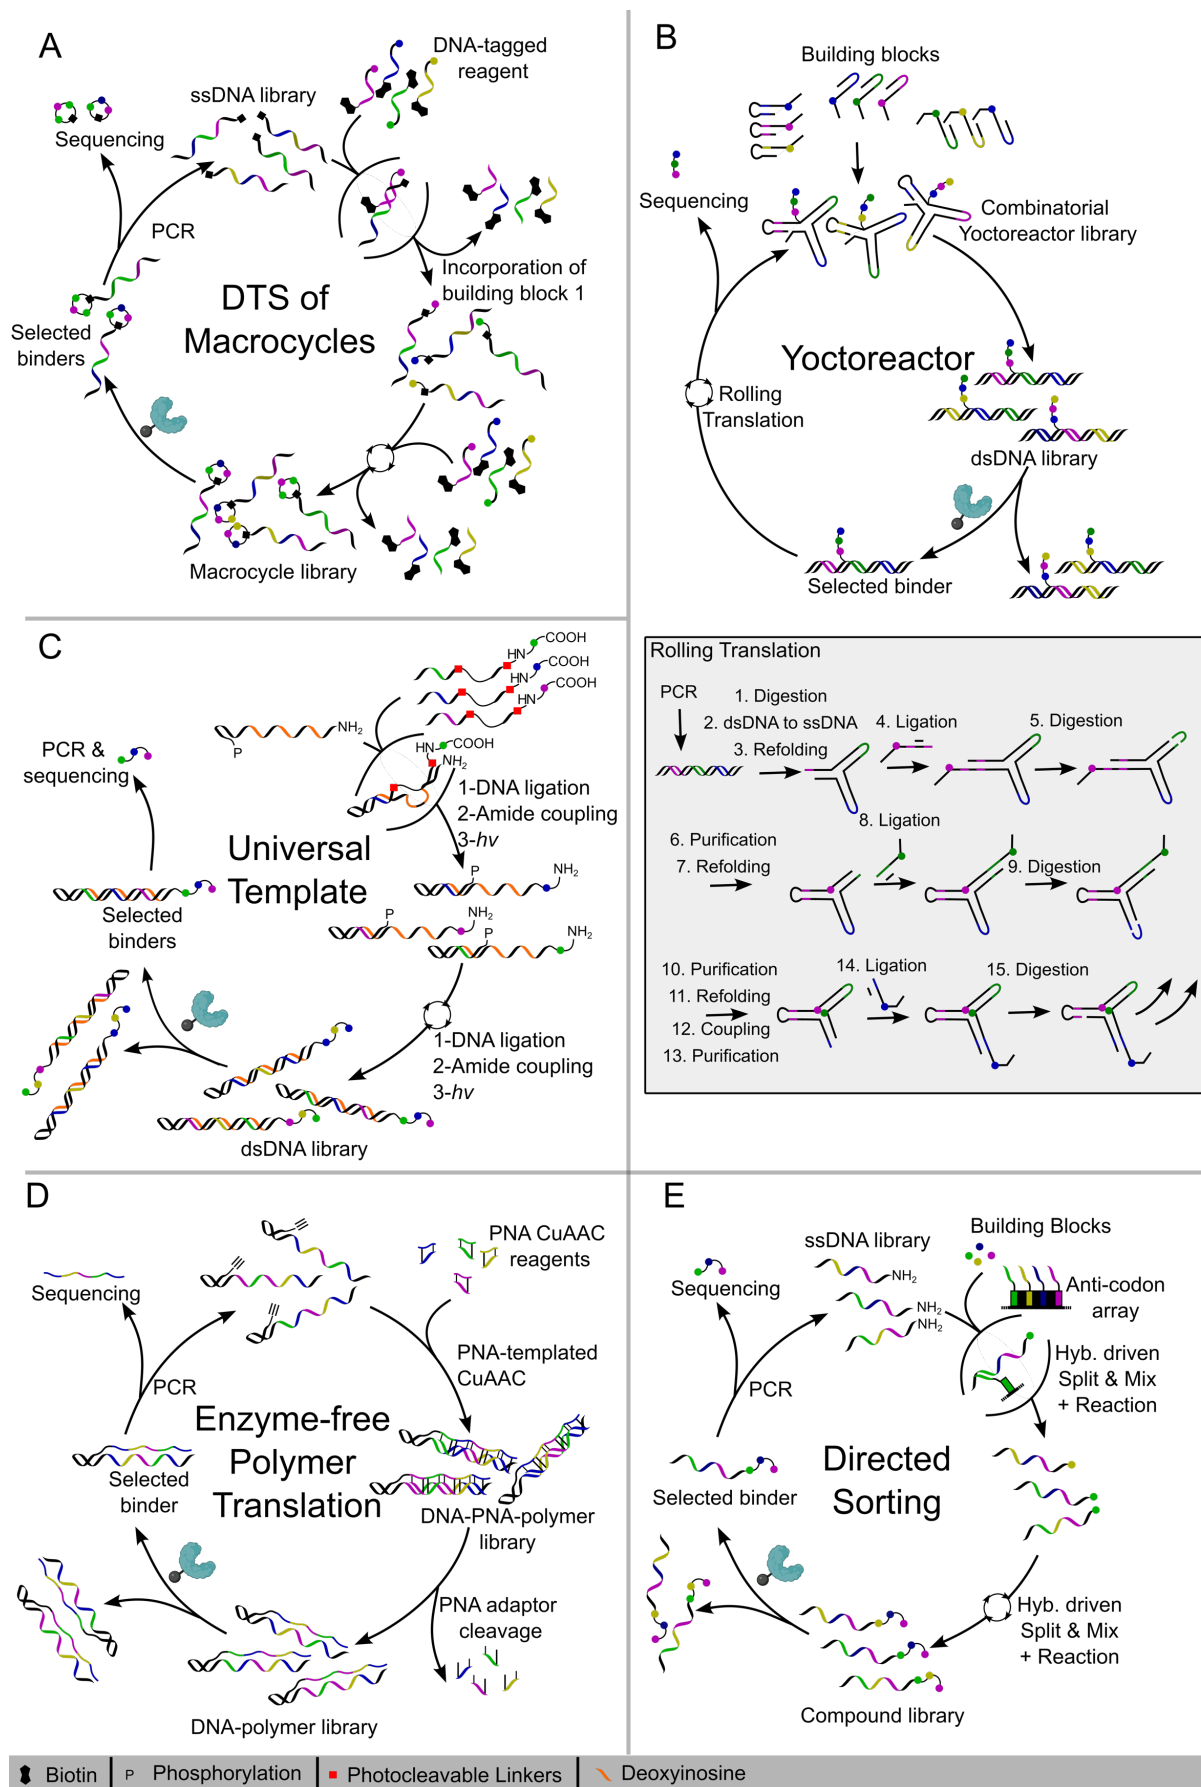 A
DNA-tagged
reagent
ssDNA library
Sequencing
PCR
Incorporation of
building block 1
DTS of
Macrocycles
Selected
binders
Macrocycle library
B
Building blocks
Sequencing
Combinatorial
Yoctoreactor library
Yoctoreactor
Rolling
Translation
dsDNA library
Selected binder
Rolling Translation
PCR
1. Digestion
2. dsDNA to ssDNA
3. Refolding
4. Ligation
5. Digestion
6. Purification
7. Refolding
8. Ligation
9. Digestion
10. Purification
11. Refolding
12. Coupling
13. Purification
14. Ligation
15. Digestion
C
COOH
HN
COOH
HN
COOH
HN
NH2
P
HN
COOH
NH2
PCR &
sequencing
1-DNA ligation
2-Amide coupling
3-hv
Universal
Template
P
NH2
P
NH2
P
NH2
Selected
binders
1-DNA ligation
2-Amide coupling
3-hv
dsDNA library
D
PNA CuAAC
reagents
Sequencing
PCR
PNA-templated
CuAAC
Enzyme-free
Polymer
Translation
Selected
binder
DNA-PNA-polymer
library
PNA adaptor
cleavage
DNA-polymer library
E
Building Blocks
ssDNA library
NH2
NH2
NH2
Sequencing
Anti-codon
array
Hyb. driven
Split & Mix
+ Reaction
PCR
Directed
Sorting
Selected binder
Hyb. driven
Split & Mix
+ Reaction
Compound library
Biotin
P Phosphorylation
Photocleavable Linkers
Deoxyinosine